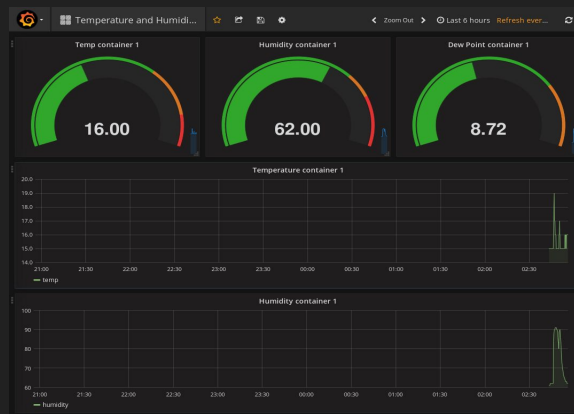 Temperature and Humidi... Zoom Out Last 6 hours Refresh ever...
Temp container 1 Humidity container 1 Dew Point container 1
16.00 62.00 8.72
Temperature container 1
20.0
19.0
18.0
17.0
16.0
15.0
14.0
21:00 21:30 22:00 22:30 23:00 23:30 00:00 00:30 01:00 01:30 02:00 02:30
temp
Humidity container 1
100
90
80
70
60
21:00 21:30 22:00 22:30 23:00 23:30 00:00 00:30 01:00 01:30 02:00 02:30
humidity